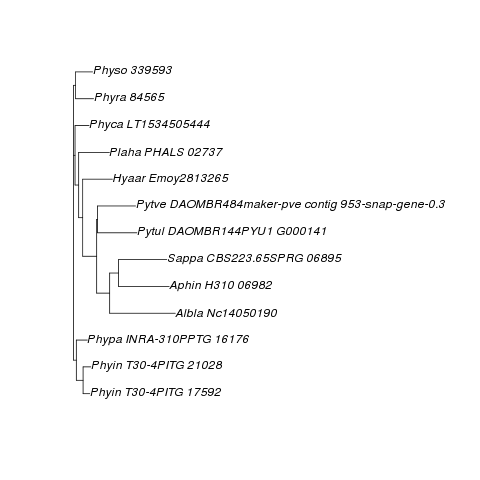 Physo 339593
Phyra 84565
Phyca LT1534505444
Plaha PHALS 02737
Hyaar Emoy2813265
Pytve DAOMBR484maker-pve contig 953-snap-gene-0.3
Pytul DAOMBR144PYU1 G000141
Sappa CBS223.65SPRG 06895
Aphin H310 06982
Albla Nc14050190
Phypa INRA-310PPTG 16176
Phyin T30-4PITG 21028
Phyin T30-4PITG 17592